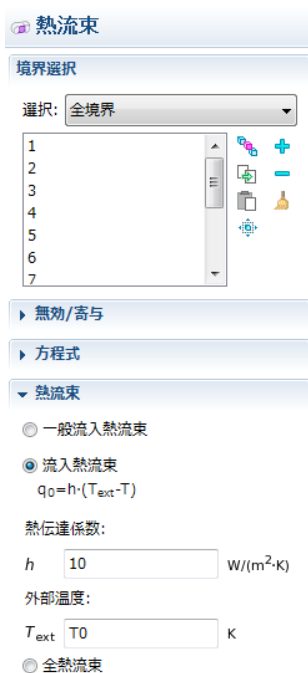 熱流束
境界選択
選択: 全境界
1
2
3
4
5
6
7
無効/寄与
方程式
熱流束
一般流入熱流束
流入熱流束
q₀=h·(Tₑₓₜ-T)
熱伝達係数:
h 10 W/(m²·K)
外部温度:
Tₑₓₜ T0 K
全熱流束